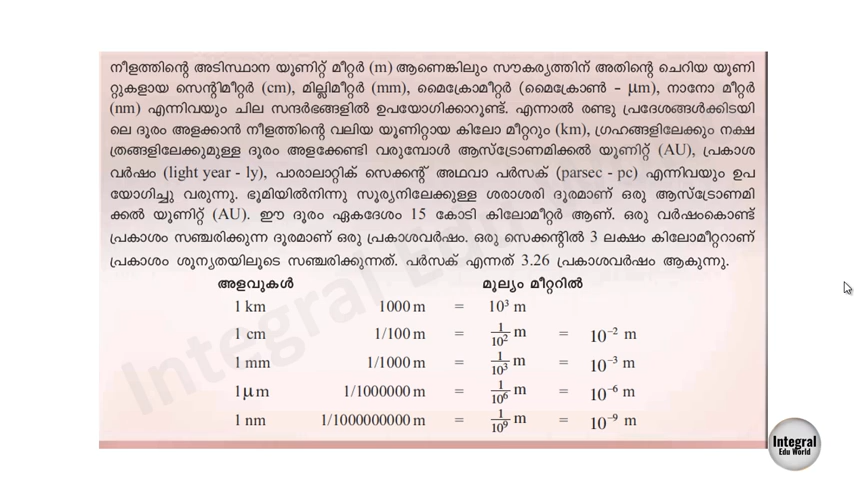 നീളത്തിന്റെ അടിസ്ഥാന യൂണിറ്റ് മീറ്റർ (m) ആണെങ്കിലും സൗകര്യത്തിന് അതിന്റെ ചെറിയ യൂണി
റ്റുകളായ സെന്റിമീറ്റർ (cm), മില്ലിമീറ്റർ (mm), മൈക്രോമീറ്റർ (മൈക്രോൺ - μm), നാനോ മീറ്റർ
(nm) എന്നിവയും ചില സന്ദർഭങ്ങളിൽ ഉപയോഗിക്കാറുണ്ട്. എന്നാൽ രണ്ടു പ്രദേശങ്ങൾക്കിടയി
ലെ ദൂരം അളക്കാൻ നീളത്തിന്റെ വലിയ യൂണിറ്റായ കിലോ മീറ്ററും (km), ഗ്രഹങ്ങളിലേക്കും നക്ഷ
ത്രങ്ങളിലേക്കുമുള്ള ദൂരം അളക്കേണ്ടി വരുമ്പോൾ ആസ്ട്രോണമിക്കൽ യൂണിറ്റ് (AU), പ്രകാശ
വർഷം (light year - ly), പാരാലാറ്റിക് സെക്കന്റ് അഥവാ പർസക് (parsec - pc) എന്നിവയും ഉപ
യോഗിച്ചു വരുന്നു. ഭൂമിയിൽനിന്നു സൂര്യനിലേക്കുള്ള ശരാശരി ദൂരമാണ് ഒരു ആസ്ട്രോണമി
ക്കൽ യൂണിറ്റ് (AU). ഈ ദൂരം ഏകദേശം 15 കോടി കിലോമീറ്റർ ആണ്. ഒരു വർഷംകൊണ്ട്
പ്രകാശം സഞ്ചരിക്കുന്ന ദൂരമാണ് ഒരു പ്രകാശവർഷം. ഒരു സെക്കന്റിൽ 3 ലക്ഷം കിലോമീറ്ററാണ്
പ്രകാശം ശൂന്യതയിലൂടെ സഞ്ചരിക്കുന്നത്. പർസക് എന്നത് 3.26 പ്രകാശവർഷം ആകുന്നു.
അളവുകൾ മൂല്യം മീറ്ററിൽ
1 km 1000 m = 10³ m
1 cm 1/100 m = 1/10² m = 10⁻² m
1 mm 1/1000 m = 1/10³ m = 10⁻³ m
1 μm 1/1000000 m = 1/10⁶ m = 10⁻⁶ m
1 nm 1/1000000000 m = 1/10⁹ m = 10⁻⁹ m
Integral Edu World
Integral
Edu World